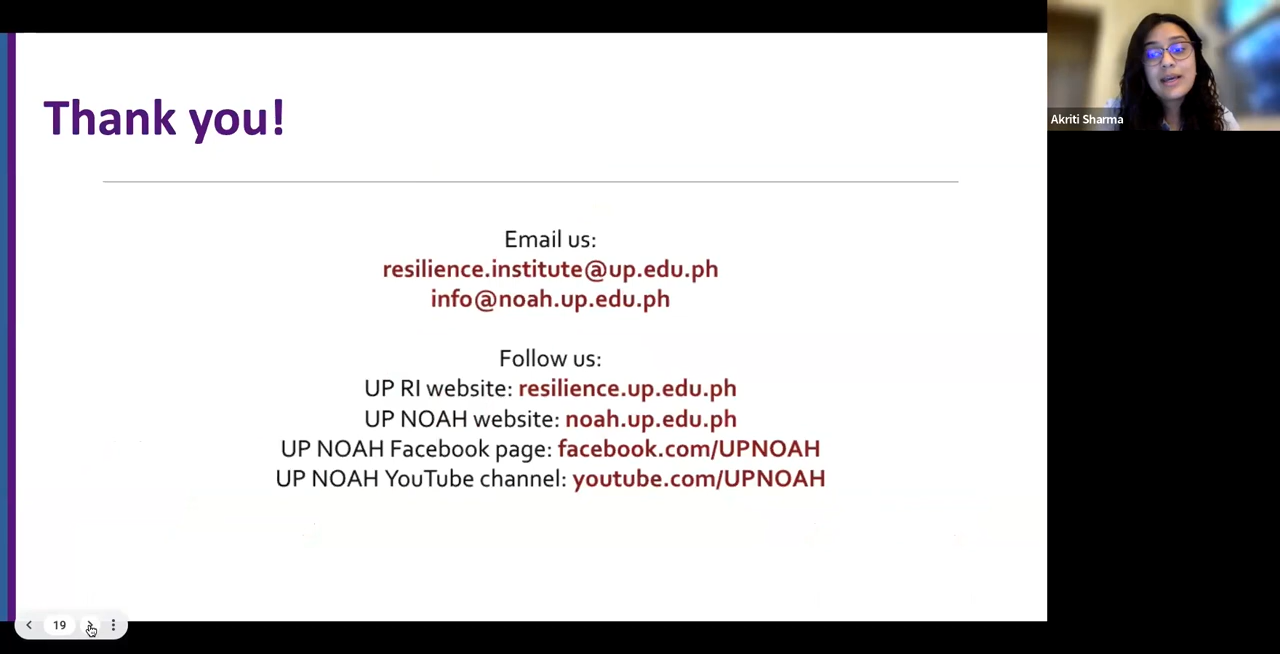 Thank you!
Email us:
resilience.institute@up.edu.ph
info@noah.up.edu.ph
Follow us:
UP RI website: resilience.up.edu.ph
UP NOAH website: noah.up.edu.ph
UP NOAH Facebook page: facebook.com/UPNOAH
UP NOAH YouTube channel: youtube.com/UPNOAH
19
Akriti Sharma